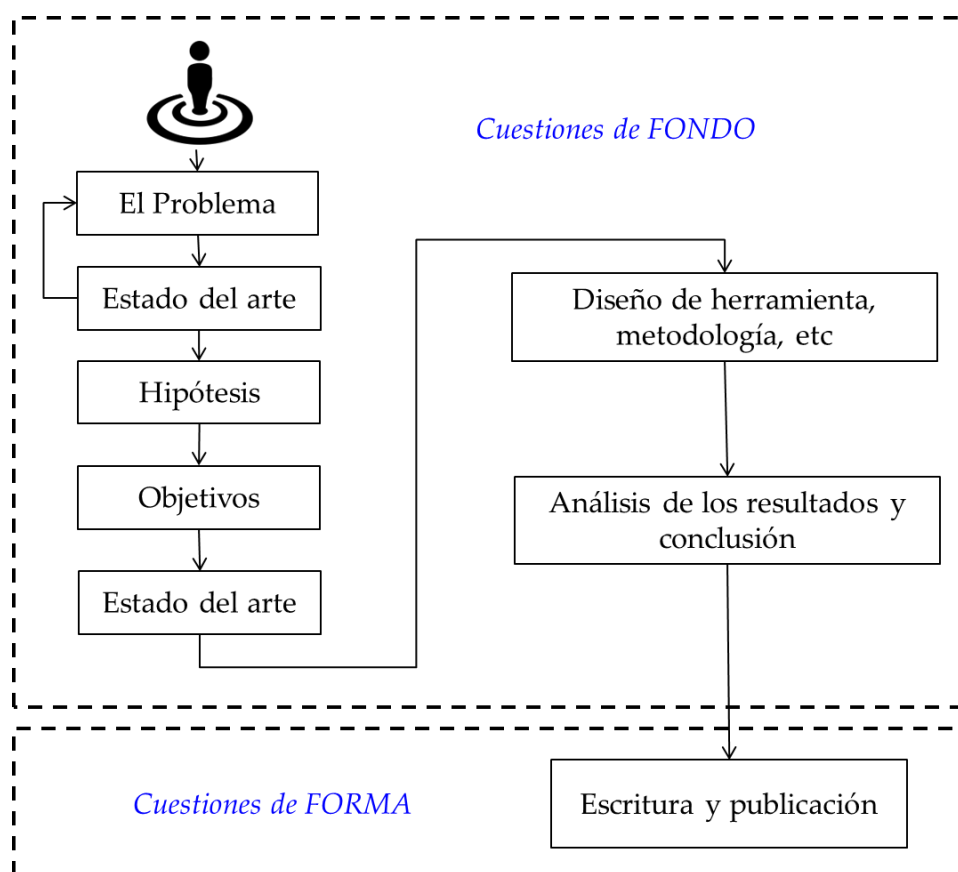 Cuestiones de FONDO
El Problema
Estado del arte
Hipótesis
Objetivos
Estado del arte
Diseño de herramienta,
metodología, etc
Análisis de los resultados y
conclusión
Cuestiones de FORMA
Escritura y publicación